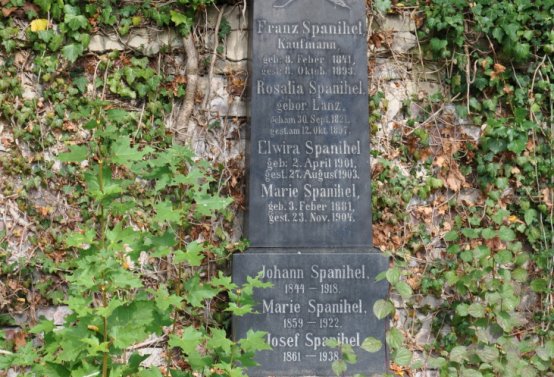 Franz Spanihel
Kaufmann
geb. 8. Feber 1841,
gest. 8. Oktob. 1893.
Rosalia Spanihel,
gebor. Lanz,
geb.am 30. Sept. 1821,
gest.am 12. Okt. 1897.
Elwira Spanihel
geb: 2. April 1901,
gest. 27. August 1903.
Marie Spanihel,
geb. 3. Feber 1881,
gest. 23. Nov. 1904.
Johann Spanihel,
1844 — 1918.
Marie Spanihel,
1859 — 1922.
Josef Spanihel
1861 — 1938.